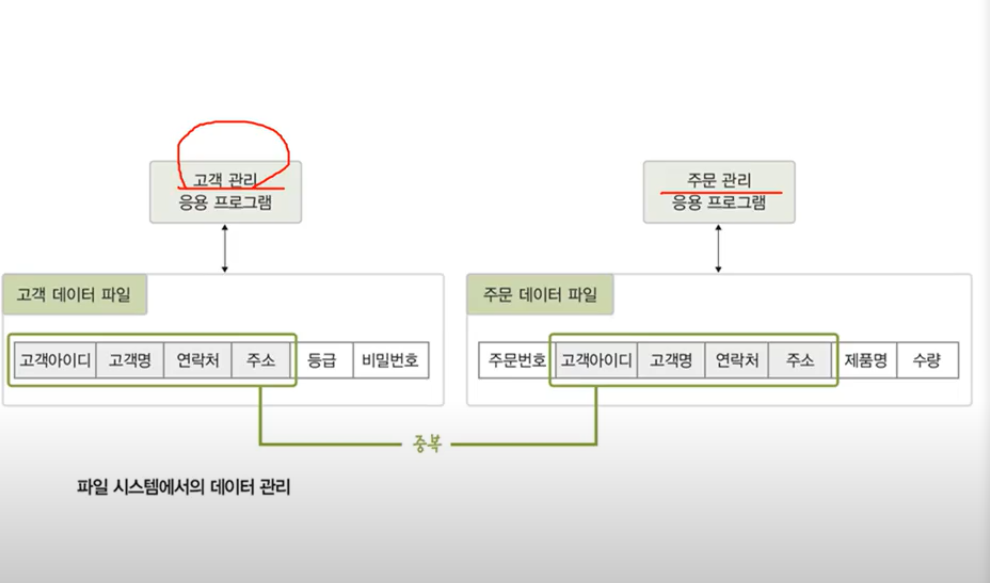 고객 관리
응용 프로그램
주문 관리
응용 프로그램
고객 데이터 파일
고객아이디 고객명 연락처 주소 등급 비밀번호
주문 데이터 파일
주문번호 고객아이디 고객명 연락처 주소 제품명 수량
중복
파일 시스템에서의 데이터 관리